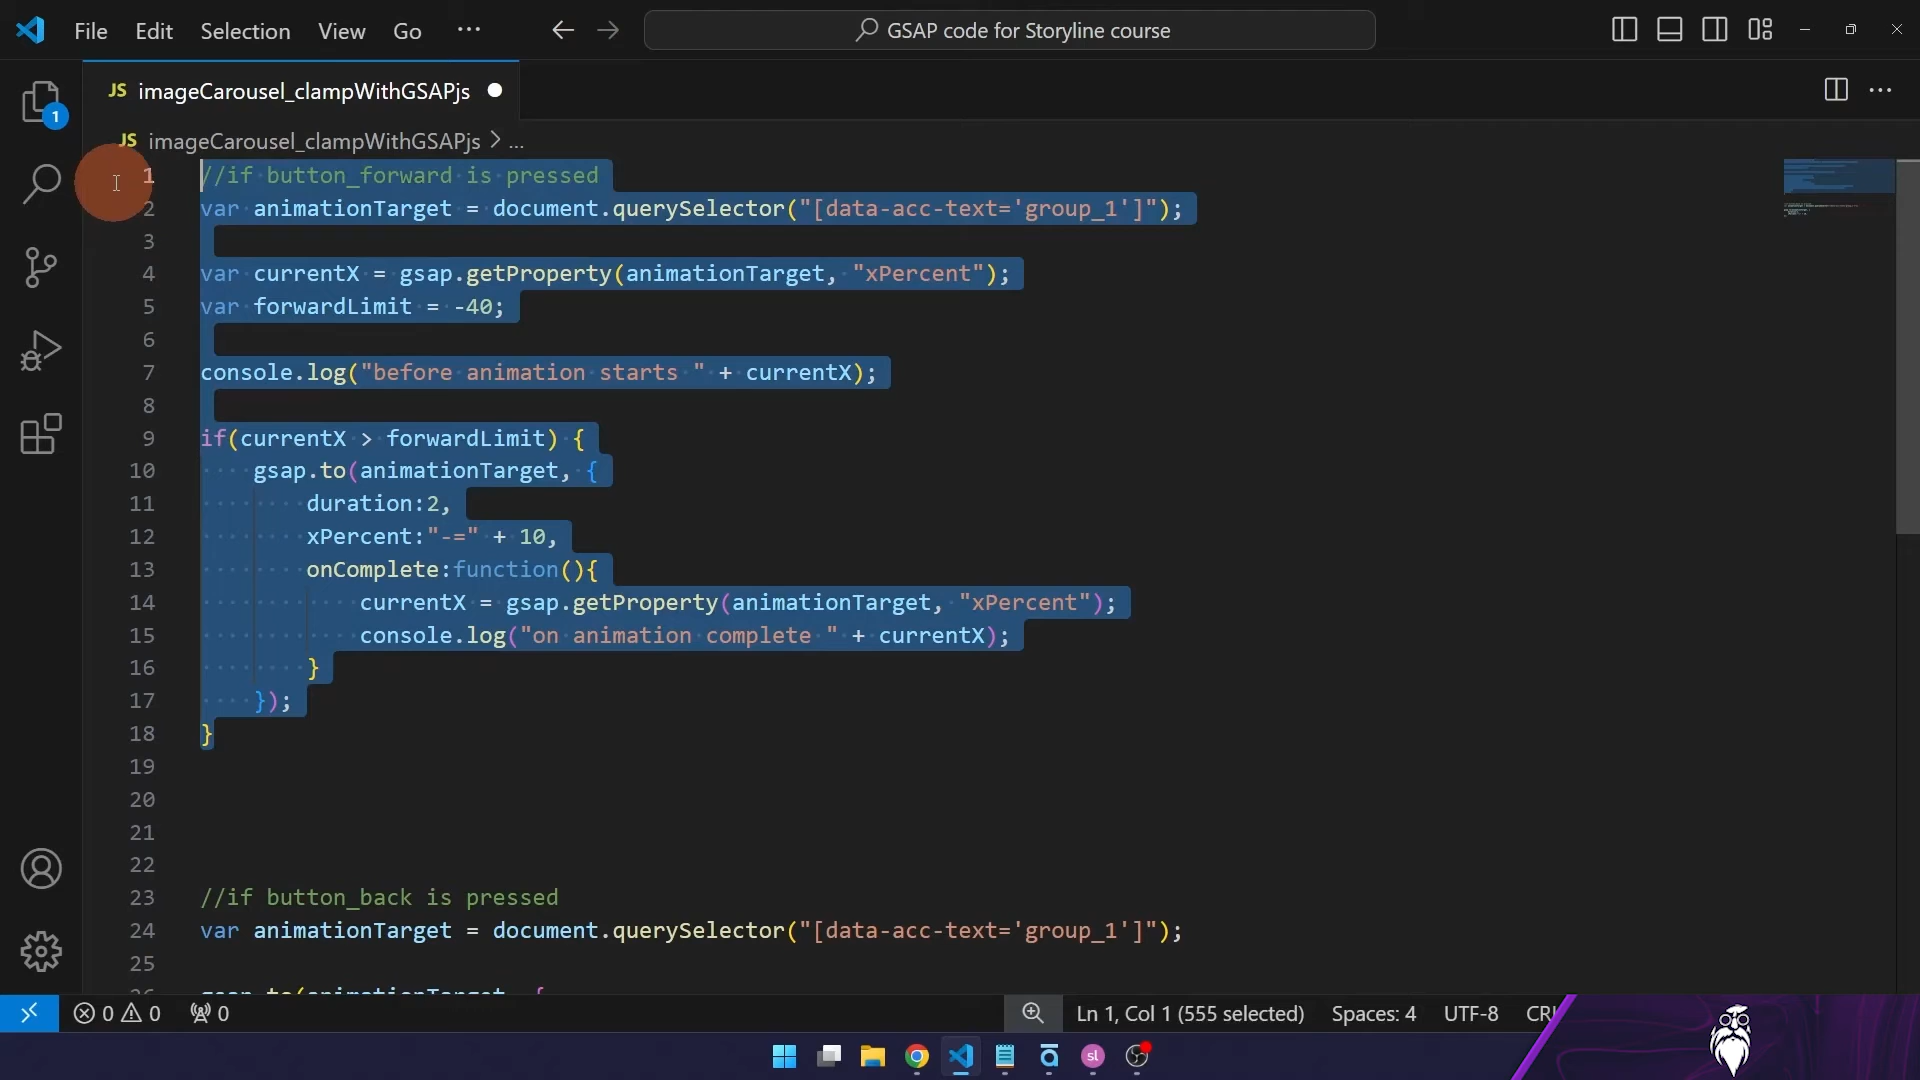 File Edit Selection View Go ··· GSAP code for Storyline course
JS imageCarousel_clampWithGSAPjs
JS imageCarousel_clampWithGSAPjs > ...
1
1 //if button_forward is pressed
2 var animationTarget = document.querySelector("[data-acc-text='group_1']");
3
4 var currentX = gsap.getProperty(animationTarget, "xPercent");
5 var forwardLimit = -40;
6
7 console.log("before animation starts " + currentX);
8
9 if(currentX > forwardLimit) {
10 gsap.to(animationTarget, {
11 duration:2,
12 xPercent:"-=" + 10,
13 onComplete:function(){
14 currentX = gsap.getProperty(animationTarget, "xPercent");
15 console.log("on animation complete " + currentX);
16 }
17 });
18 }
19
20
21
22
23 //if button_back is pressed
24 var animationTarget = document.querySelector("[data-acc-text='group_1']");
25
26 gsap.to(animationTarget, {
0 0 0 Ln 1, Col 1 (555 selected) Spaces: 4 UTF-8
sl